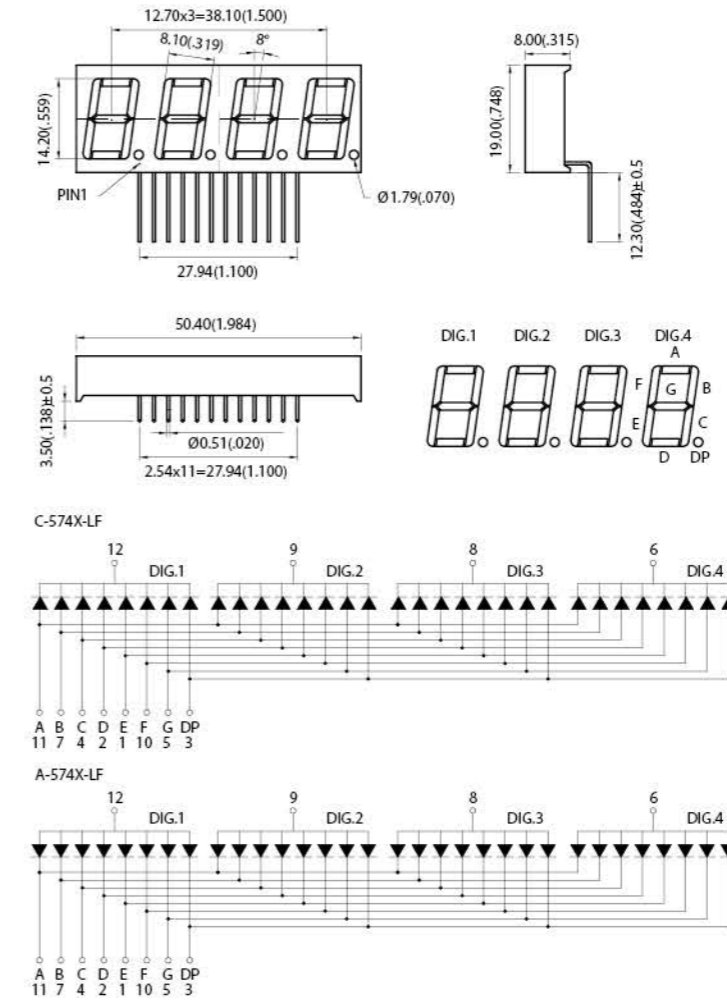 12.70x3=38.10(1.500)
8.10(.319)
8°
8.00(.315)
14.20(.559)
19.00(.748)
PIN1
Ø1.79(.070)
12.30(.484)±0.5
27.94(1.100)
50.40(1.984)
3.50(.138)±0.5
Ø0.51(.020)
2.54x11=27.94(1.100)
DIG.1 DIG.2 DIG.3 DIG.4
A
F G B
E C
D DP
C-574X-LF
12 9 8 6
DIG.1 DIG.2 DIG.3 DIG.4
A B C D E F G DP
11 7 4 2 1 10 5 3
A-574X-LF
12 9 8 6
DIG.1 DIG.2 DIG.3 DIG.4
A B C D E F G DP
11 7 4 2 1 10 5 3